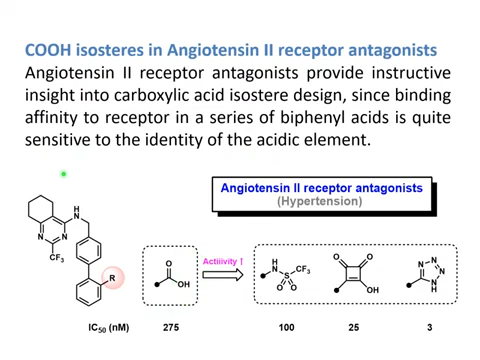 COOH isosteres in Angiotensin II receptor antagonists
Angiotensin II receptor antagonists provide instructive
insight into carboxylic acid isostere design, since binding
affinity to receptor in a series of biphenyl acids is quite
sensitive to the identity of the acidic element.
Angiotensin II receptor antagonists
(Hypertension)
H
N
N N
CF3
R
O
OH
Actiiivity ↑
H
N
CF3
S
O O
O O
OH
N N
N
N
H
IC50 (nM) 275 100 25 3